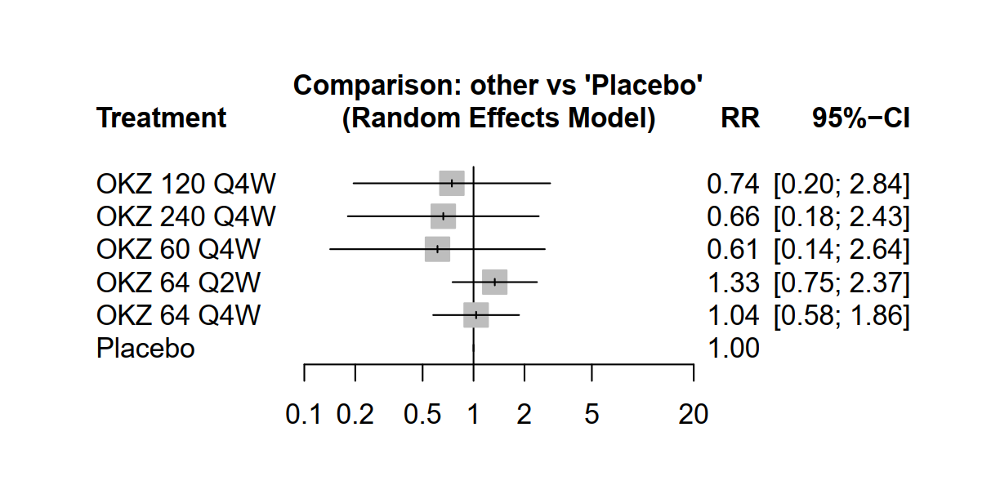 Comparison: other vs 'Placebo'
Treatment (Random Effects Model) RR 95%−CI
OKZ 120 Q4W 0.74 [0.20; 2.84]
OKZ 240 Q4W 0.66 [0.18; 2.43]
OKZ 60 Q4W 0.61 [0.14; 2.64]
OKZ 64 Q2W 1.33 [0.75; 2.37]
OKZ 64 Q4W 1.04 [0.58; 1.86]
Placebo 1.00
0.1 0.2 0.5 1 2 5 20